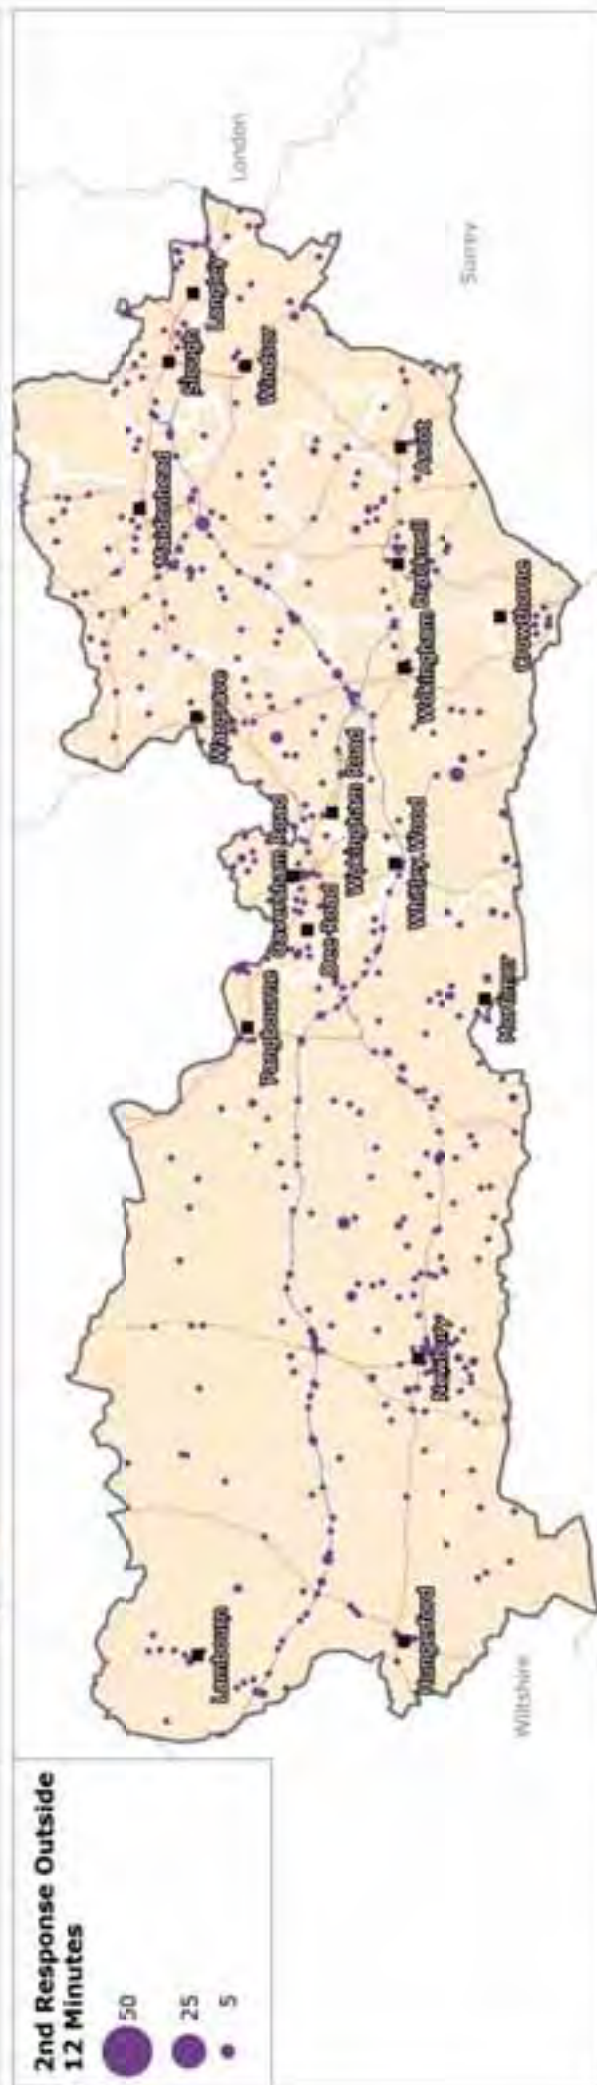 2nd Response Outside
12 Minutes
50
25
5
London
Surrey
Wiltshire
Langley
Slough
Windsor
Maidenhead
Ascot
Bracknell
Crowthorne
Wokingham
Wargrave
Wokingham Road
Caversham Road
Dee Road
Whitley Wood
Pangbourne
Mortimer
Newbury
Lambourn
Hungerford